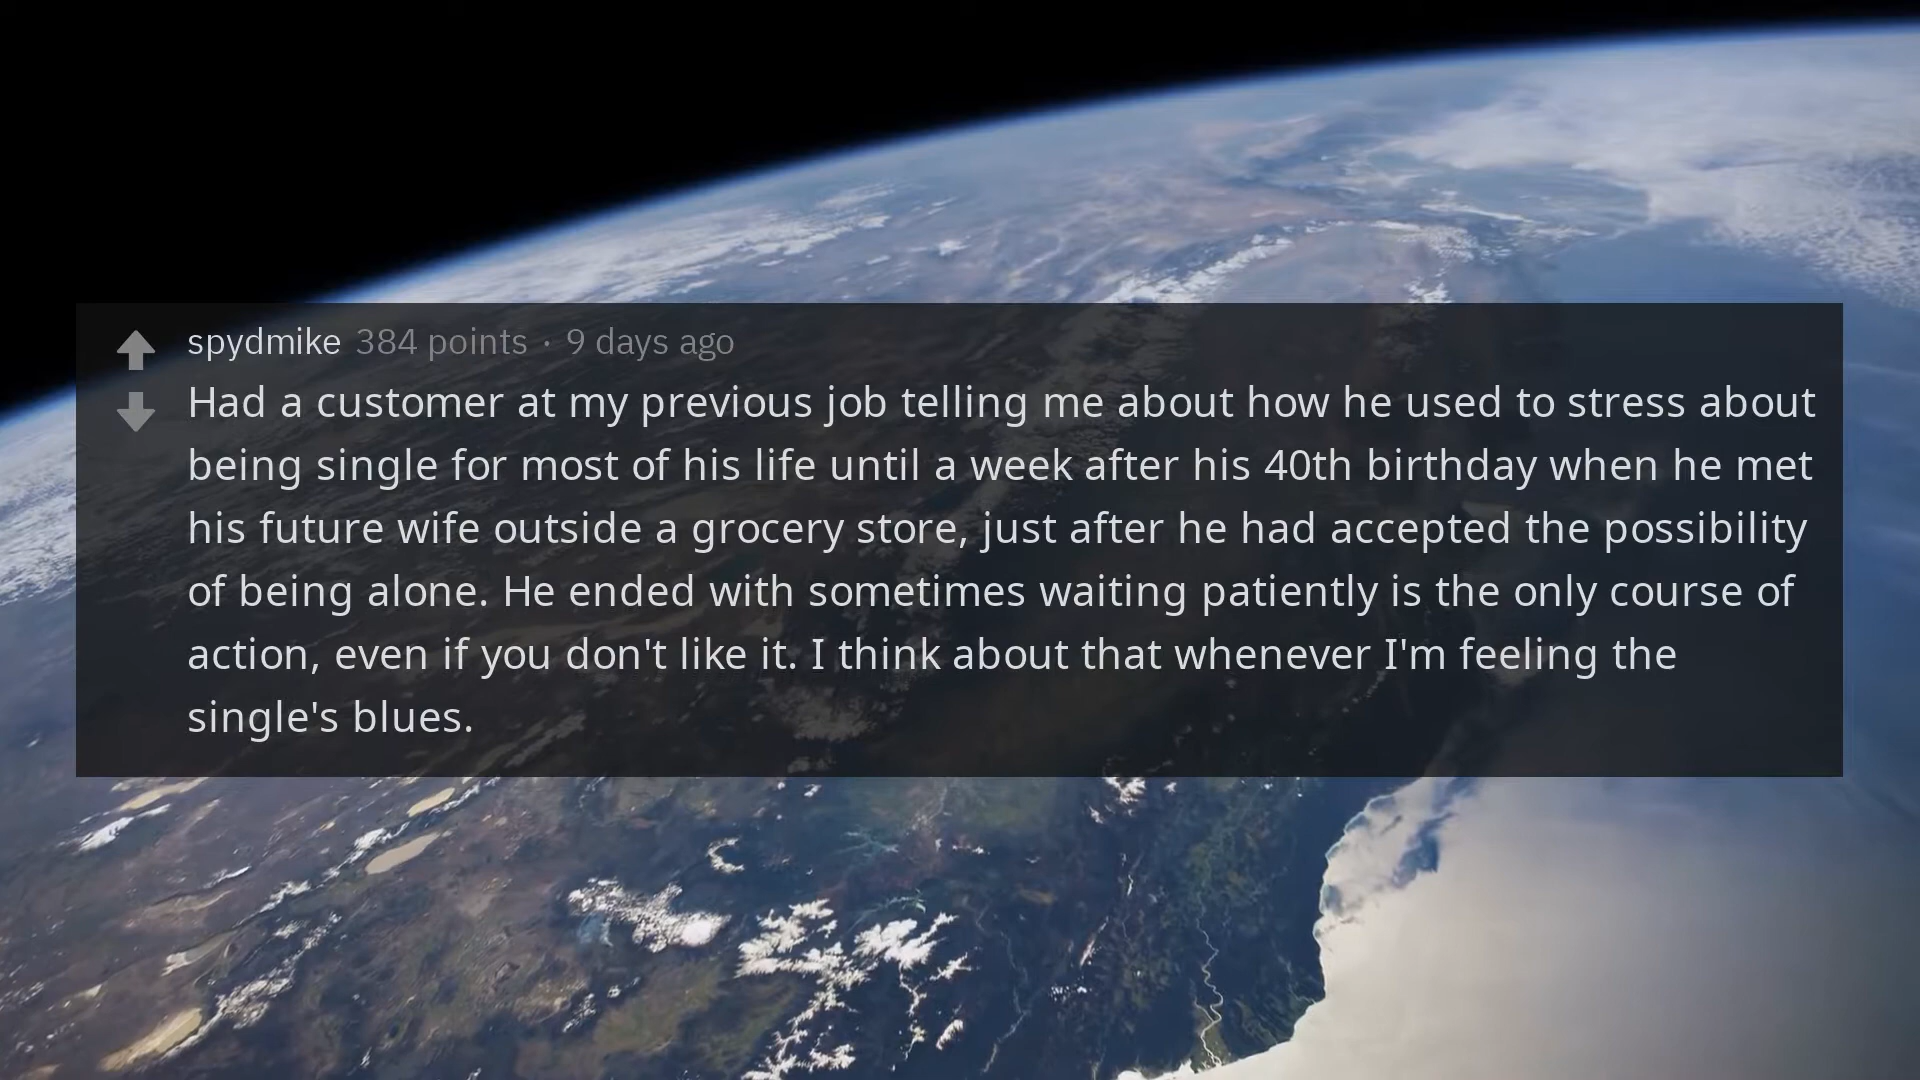 spydmike 384 points · 9 days ago
Had a customer at my previous job telling me about how he used to stress about
being single for most of his life until a week after his 40th birthday when he met
his future wife outside a grocery store, just after he had accepted the possibility
of being alone. He ended with sometimes waiting patiently is the only course of
action, even if you don't like it. I think about that whenever I'm feeling the
single's blues.